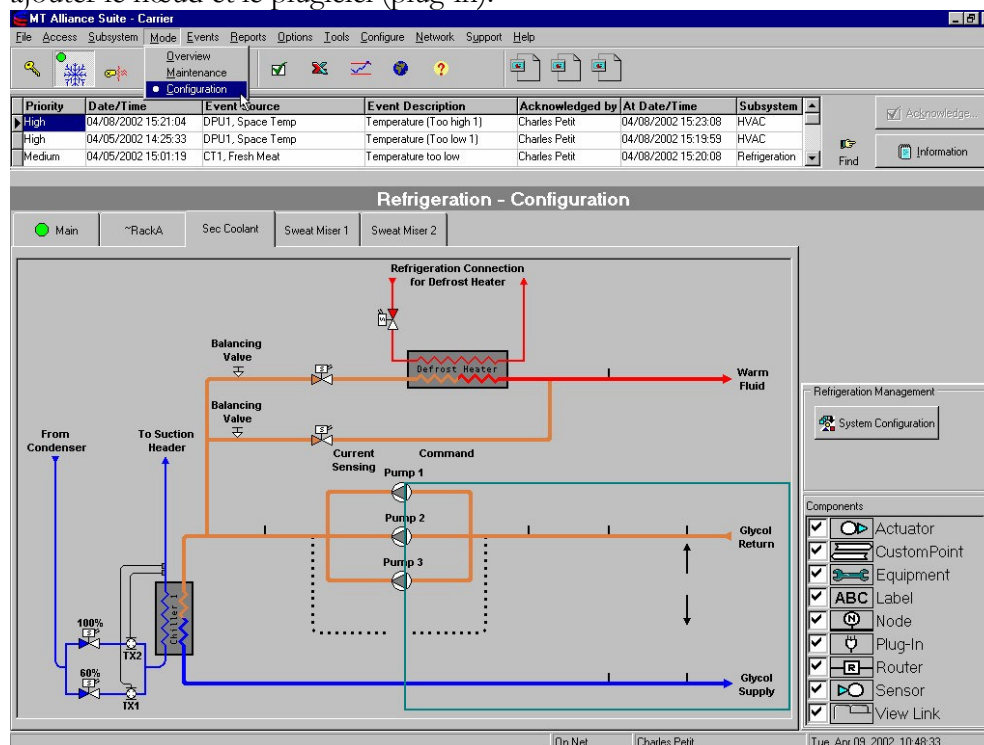 ajouter le nœud et le plugiciel (plug-in).
MT Alliance Suite - Carrier
File Access Subsystem Mode Events Reports Options Tools Configure Network Support Help
Overview
Maintenance
Configuration
Priority Date/Time Event Source Event Description Acknowledged by At Date/Time Subsystem
High 04/08/2002 15:21:04 DPU1, Space Temp Temperature (Too high 1) Charles Petit 04/08/2002 15:23:08 HVAC
High 04/05/2002 14:25:33 DPU1, Space Temp Temperature (Too low 1) Charles Petit 04/08/2002 15:19:59 HVAC
Medium 04/05/2002 15:01:19 CT1, Fresh Meat Temperature too low Charles Petit 04/08/2002 15:20:08 Refrigeration
Find
Acknowledge...
Information
Refrigeration - Configuration
Main ~RackA Sec Coolant Sweat Miser 1 Sweat Miser 2
Refrigeration Connection
for Defrost Heater
S
Balancing
Valve
S
Defrost Heater
Warm
Fluid
Balancing
Valve
S
From
Condenser
To Suction
Header
Current
Sensing
Command
Pump 1
Pump 2
Pump 3
Glycol
Return
Chiller 1
100%
S
TX2
60%
S
TX1
Glycol
Supply
Refrigeration Management
System Configuration
Components
Actuator
CustomPoint
Equipment
ABC Label
N Node
Plug-In
R Router
Sensor
View Link
On Net Charles Petit Tue, Apr 09, 2002 10:48:33